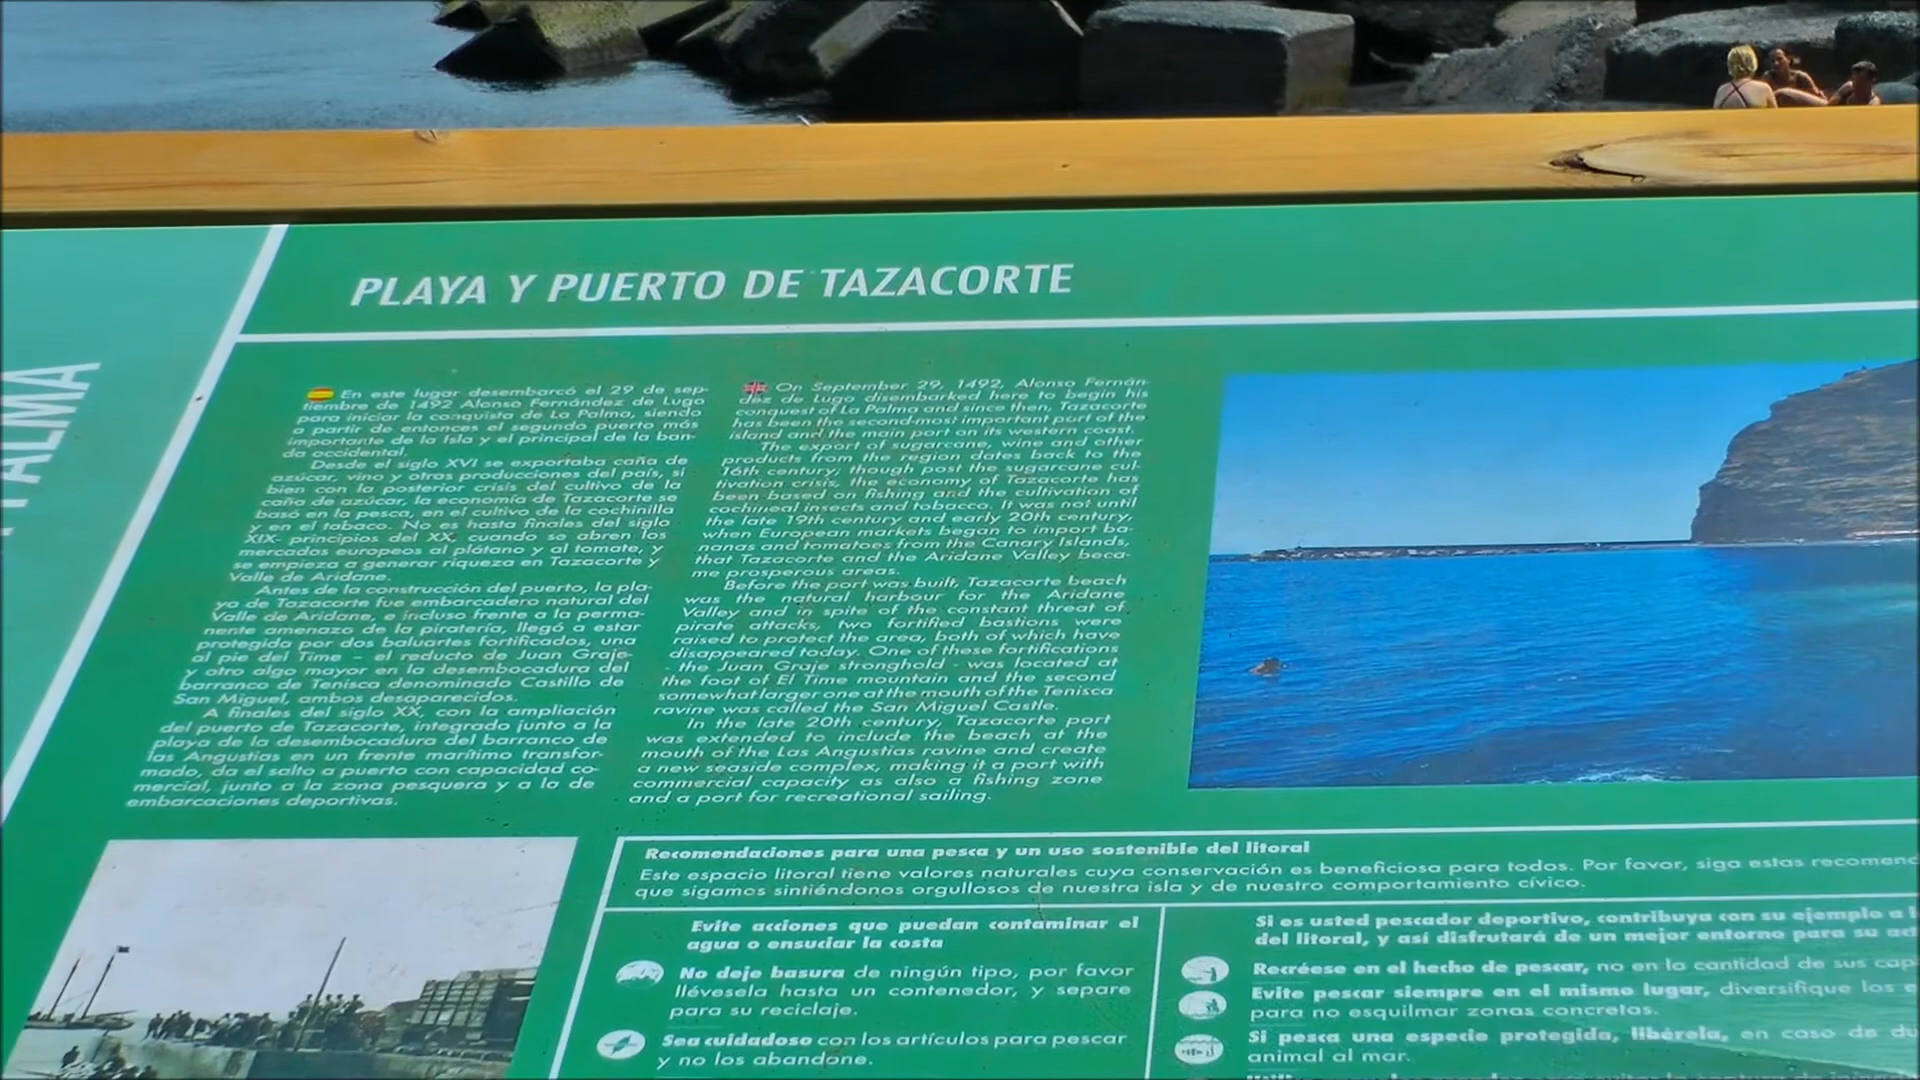 PLAYA Y PUERTO DE TAZACORTE
PALMA
En este lugar desembarcó el 29 de sep-
tiembre de 1492 Alonso Fernández de Lugo
para iniciar la conquista de La Palma, siendo
a partir de entonces el segundo puerto más
importante de la Isla y el principal de la ban-
da occidental.
Desde el siglo XVI se exportaba caña de
azúcar, vino y otras producciones del país, si
bien con la posterior crisis del cultivo de la
caña de azúcar, la economía de Tazacorte se
basó en la pesca, en el cultivo de la cochinilla
y en el tabaco. No es hasta finales del siglo
XIX- principios del XX, cuando se abren los
mercados europeos al plátano y al tomate, y
se empieza a generar riqueza en Tazacorte y
Valle de Aridane.
Antes de la construcción del puerto, la pla-
ya de Tazacorte fue embarcadero natural del
Valle de Aridane, e incluso frente a la perma-
nente amenaza de la piratería, llegó a estar
protegida por dos baluartes fortificados, una
al pie del Time – el reducto de Juan Graje-
y otro algo mayor en la desembocadura del
barranco de Tenisca denominado Castillo de
San Miguel, ambos desaparecidos.
A finales del siglo XX, con la ampliación
del puerto de Tazacorte, integrado junto a la
playa de la desembocadura del barranco de
las Angustias en un frente marítimo transfor-
mado, da el salto a puerto con capacidad co-
mercial, junto a la zona pesquera y a la de
embarcaciones deportivas.
On September 29, 1492, Alonso Fernán-
dez de Lugo disembarked here to begin his
conquest of La Palma and since then, Tazacorte
has been the second-most important port of the
island and the main port on its western coast.
The export of sugarcane, wine and other
products from the region dates back to the
16th century; though post the sugarcane cul-
tivation crisis, the economy of Tazacorte has
been based on fishing and the cultivation of
cochineal insects and tobacco. It was not until
the late 19th century and early 20th century,
when European markets began to import ba-
nanas and tomatoes from the Canary Islands,
that Tazacorte and the Aridane Valley beca-
me prosperous areas.
Before the port was built, Tazacorte beach
was the natural harbour for the Aridane
Valley and in spite of the constant threat of
pirate attacks, two fortified bastions were
raised to protect the area, both of which have
disappeared today. One of these fortifications
- the Juan Graje stronghold - was located at
the foot of El Time mountain and the second
somewhat larger one at the mouth of the Tenisca
ravine was called the San Miguel Castle.
In the late 20th century, Tazacorte port
was extended to include the beach at the
mouth of the Las Angustias ravine and create
a new seaside complex, making it a port with
commercial capacity as also a fishing zone
and a port for recreational sailing.
Recomendaciones para una pesca y un uso sostenible del litoral
Este espacio litoral tiene valores naturales cuya conservación es beneficiosa para todos. Por favor, siga estas recomend
que sigamos sintiéndonos orgullosos de nuestra isla y de nuestro comportamiento cívico.
Evite acciones que puedan contaminar el
agua o ensuciar la costa
No deje basura de ningún tipo, por favor
llévesela hasta un contenedor, y separe
para su reciclaje.
Sea cuidadoso con los artículos para pescar
y no los abandone.
Si es usted pescador deportivo, contribuya con su ejemplo a l
del litoral, y así disfrutará de un mejor entorno para su act
Recréese en el hecho de pescar, no en la cantidad de sus cap
Evite pescar siempre en el mismo lugar, diversifique los e
para no esquilmar zonas concretas.
Si pesca una especie protegida, libérela, en caso de du
animal al mar.